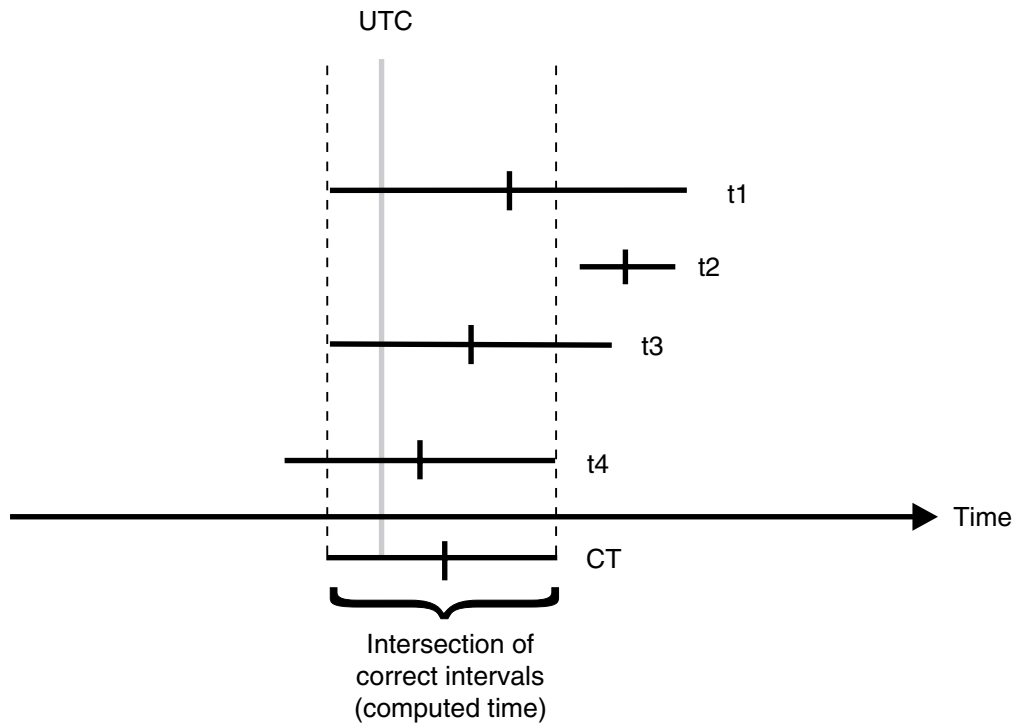 UTC
t1
t2
t3
t4
Time
CT
Intersection of
correct intervals
(computed time)